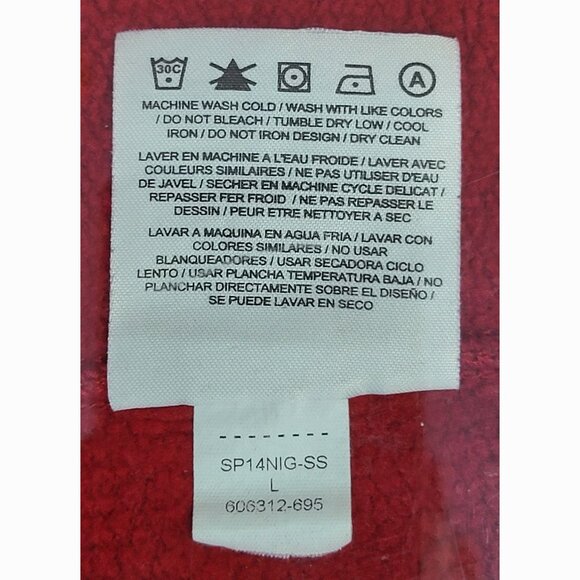 30C A
MACHINE WASH COLD / WASH WITH LIKE COLORS
/ DO NOT BLEACH / TUMBLE DRY LOW / COOL
IRON / DO NOT IRON DESIGN / DRY CLEAN
LAVER EN MACHINE A L'EAU FROIDE / LAVER AVEC
COULEURS SIMILAIRES / NE PAS UTILISER D'EAU
DE JAVEL / SECHER EN MACHINE CYCLE DELICAT /
REPASSER FER FROID / NE PAS REPASSER LE
DESSIN / PEUR ETRE NETTOYER A SEC
LAVAR A MAQUINA EN AGUA FRIA / LAVAR CON
COLORES SIMILARES / NO USAR
BLANQUEADORES / USAR SECADORA CICLO
LENTO / USAR PLANCHA TEMPERATURA BAJA / NO
PLANCHAR DIRECTAMENTE SOBRE EL DISEÑO /
SE PUEDE LAVAR EN SECO
SP14NIG-SS
L
606312-695